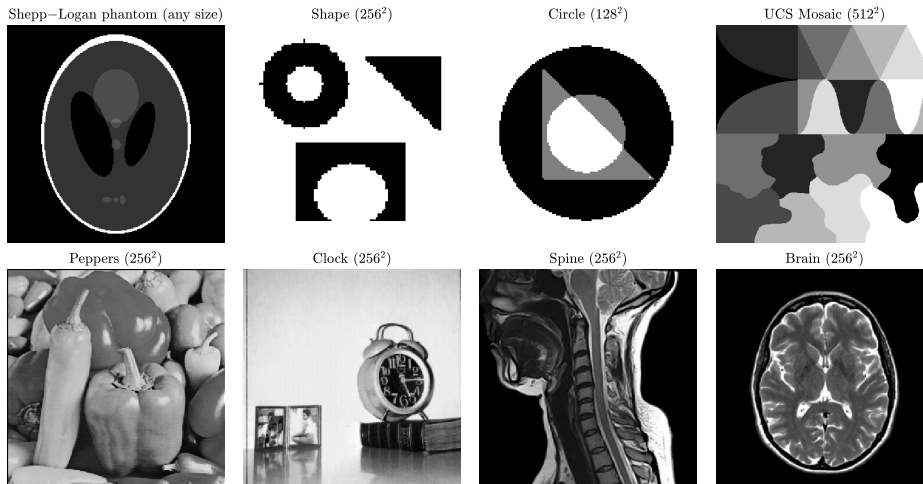 Shepp−Logan phantom (any size)
Shape (256²)
Circle (128²)
UCS Mosaic (512²)
Peppers (256²)
Clock (256²)
Spine (256²)
Brain (256²)